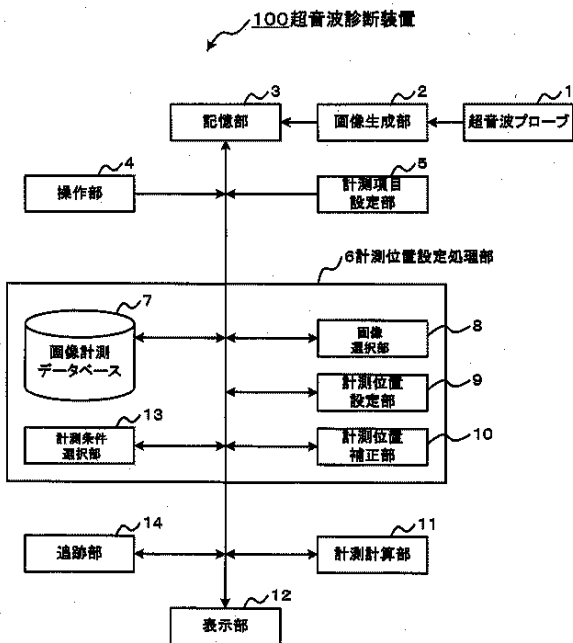 100超音波診断装置
3
2
1
記憶部
画像生成部
超音波プローブ
4
5
操作部
計測項目
設定部
6計測位置設定処理部
7
8
画像計測
データベース
画像
選択部
9
計測位置
設定部
13
10
計測条件
選択部
計測位置
補正部
14
11
追跡部
計測計算部
12
表示部